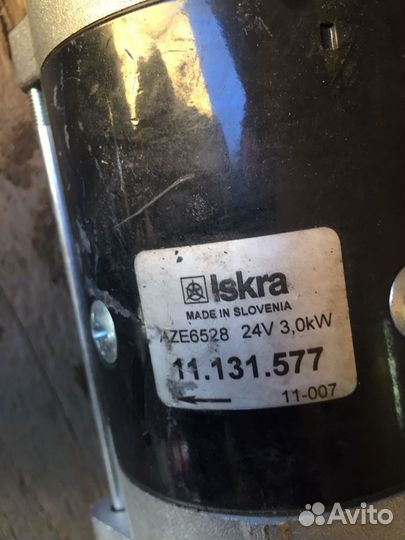 Iskra
MADE IN SLOVENIA
AZE6528 24V 3,0kW
11.131.577
11-007
Avito